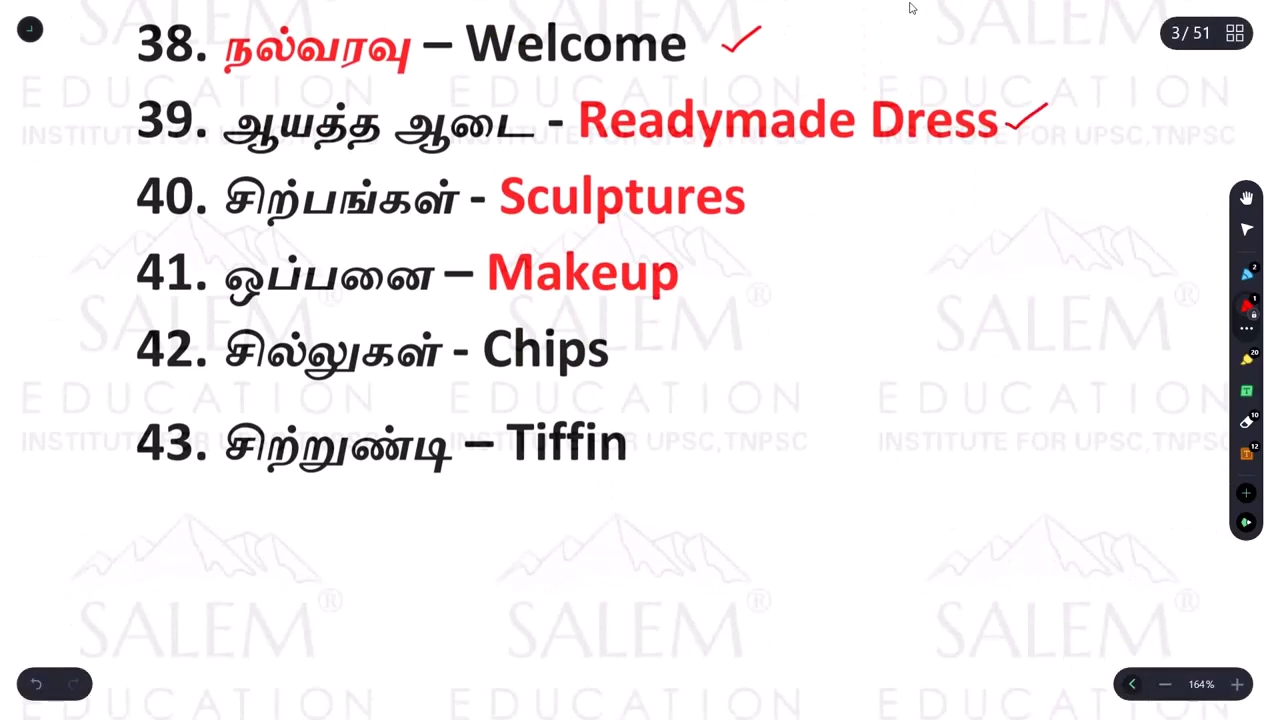 38. நல்வரவு – Welcome
3/ 51
39. ஆயத்த ஆடை - Readymade Dress
40. சிற்பங்கள் - Sculptures
41. ஒப்பனை – Makeup
42. சில்லுகள் - Chips
43. சிற்றுண்டி – Tiffin
SALEM
EDUCATION
INSTITUTE FOR UPSC,TNPSC
164%